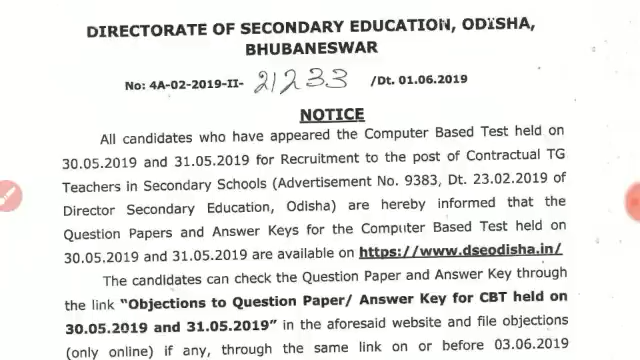 DIRECTORATE OF SECONDARY EDUCATION, ODISHA,
BHUBANESWAR
No: 4A-02-2019-II- 21233 /Dt. 01.06.2019
NOTICE
All candidates who have appeared the Computer Based Test held on
30.05.2019 and 31.05.2019 for Recruitment to the post of Contractual TG
Teachers in Secondary Schools (Advertisement No. 9383, Dt. 23.02.2019 of
Director Secondary Education, Odisha) are hereby informed that the
Question Papers and Answer Keys for the Computer Based Test held on
30.05.2019 and 31.05.2019 are available on https://www.dseodisha.in/
The candidates can check the Question Paper and Answer Key through
the link "Objections to Question Paper/ Answer Key for CBT held on
30.05.2019 and 31.05.2019" in the aforesaid website and file objections
(only online) if any, through the same link on or before 03.06.2019